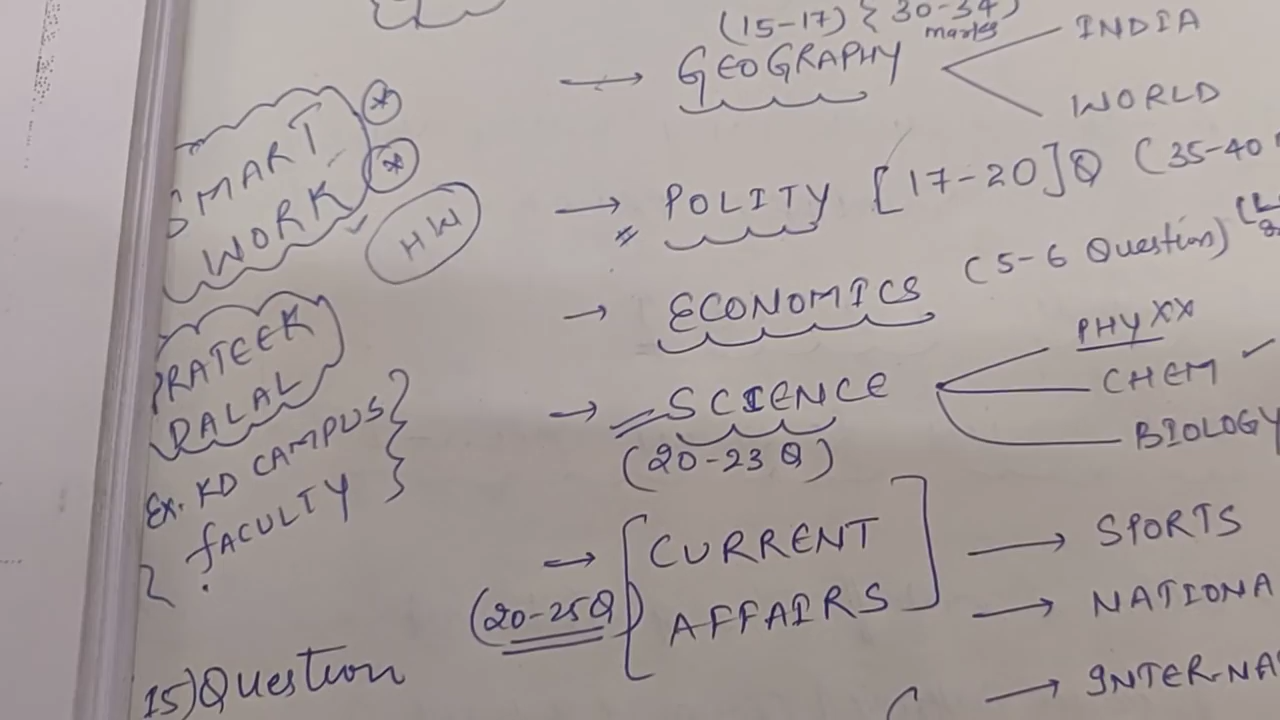 (15-17) { 30-34)
marks
→ GEOGRAPHY
INDIA
WORLD
→ POLITY [17-20]Q (35-40
→ ECONOMICS (5-6 Question)
→ SCIENCE
(20-23 Q)
PHY XX
CHEM ✓
BIOLOGY
→ [CURRENT
AFFAIRS]
(20-25Q)
→ SPORTS
→ NATIONA
→ INTER-NA
SMART
WORK
HW
PRATEEK
DALAL
Ex. KD CAMPUS
FACULTY
15)Question